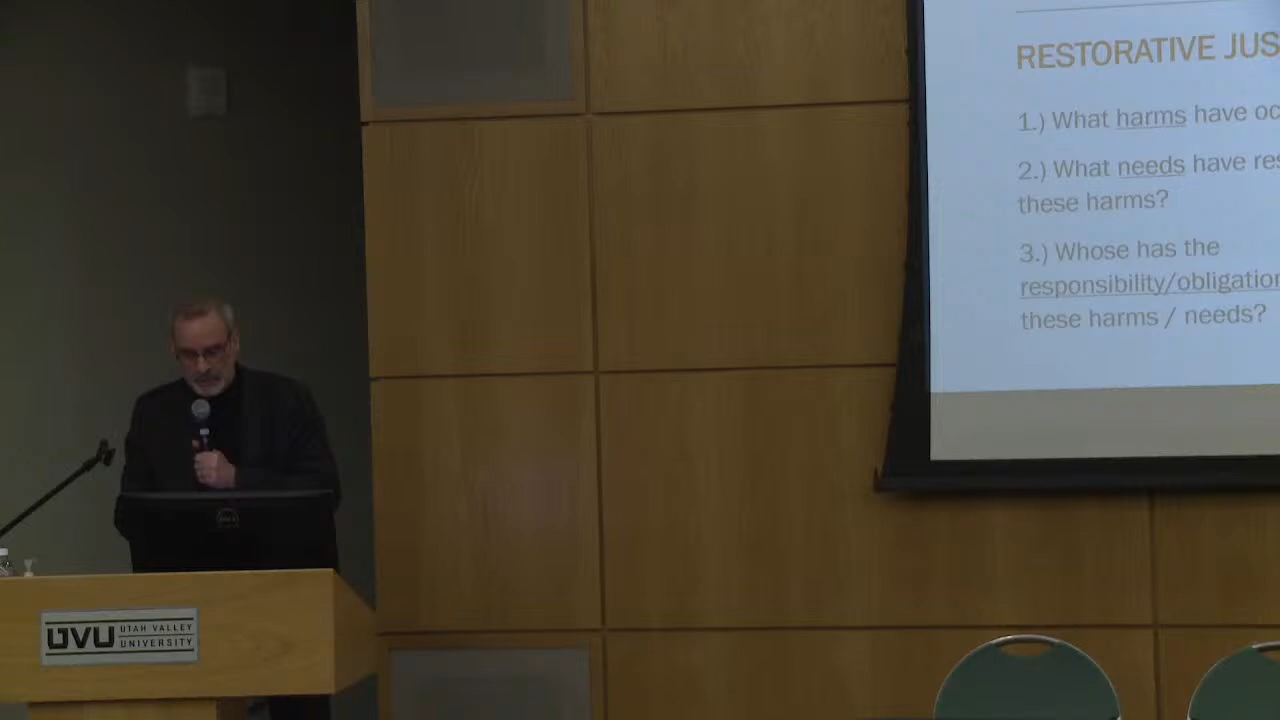 RESTORATIVE JUS
1.) What harms have oc
2.) What needs have res
these harms?
3.) Whose has the
responsibility/obligation
these harms / needs?
DELL
UVU UTAH VALLEY
UNIVERSITY